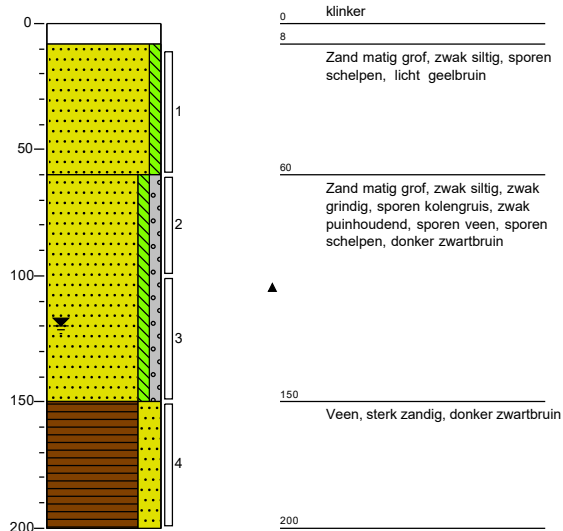 0
50
100
150
200
1
2
3
4
0
klinker
8
Zand matig grof, zwak siltig, sporen
schelpen, licht geelbruin
60
Zand matig grof, zwak siltig, zwak
grindig, sporen kolengruis, zwak
puinhoudend, sporen veen, sporen
schelpen, donker zwartbruin
150
Veen, sterk zandig, donker zwartbruin
200